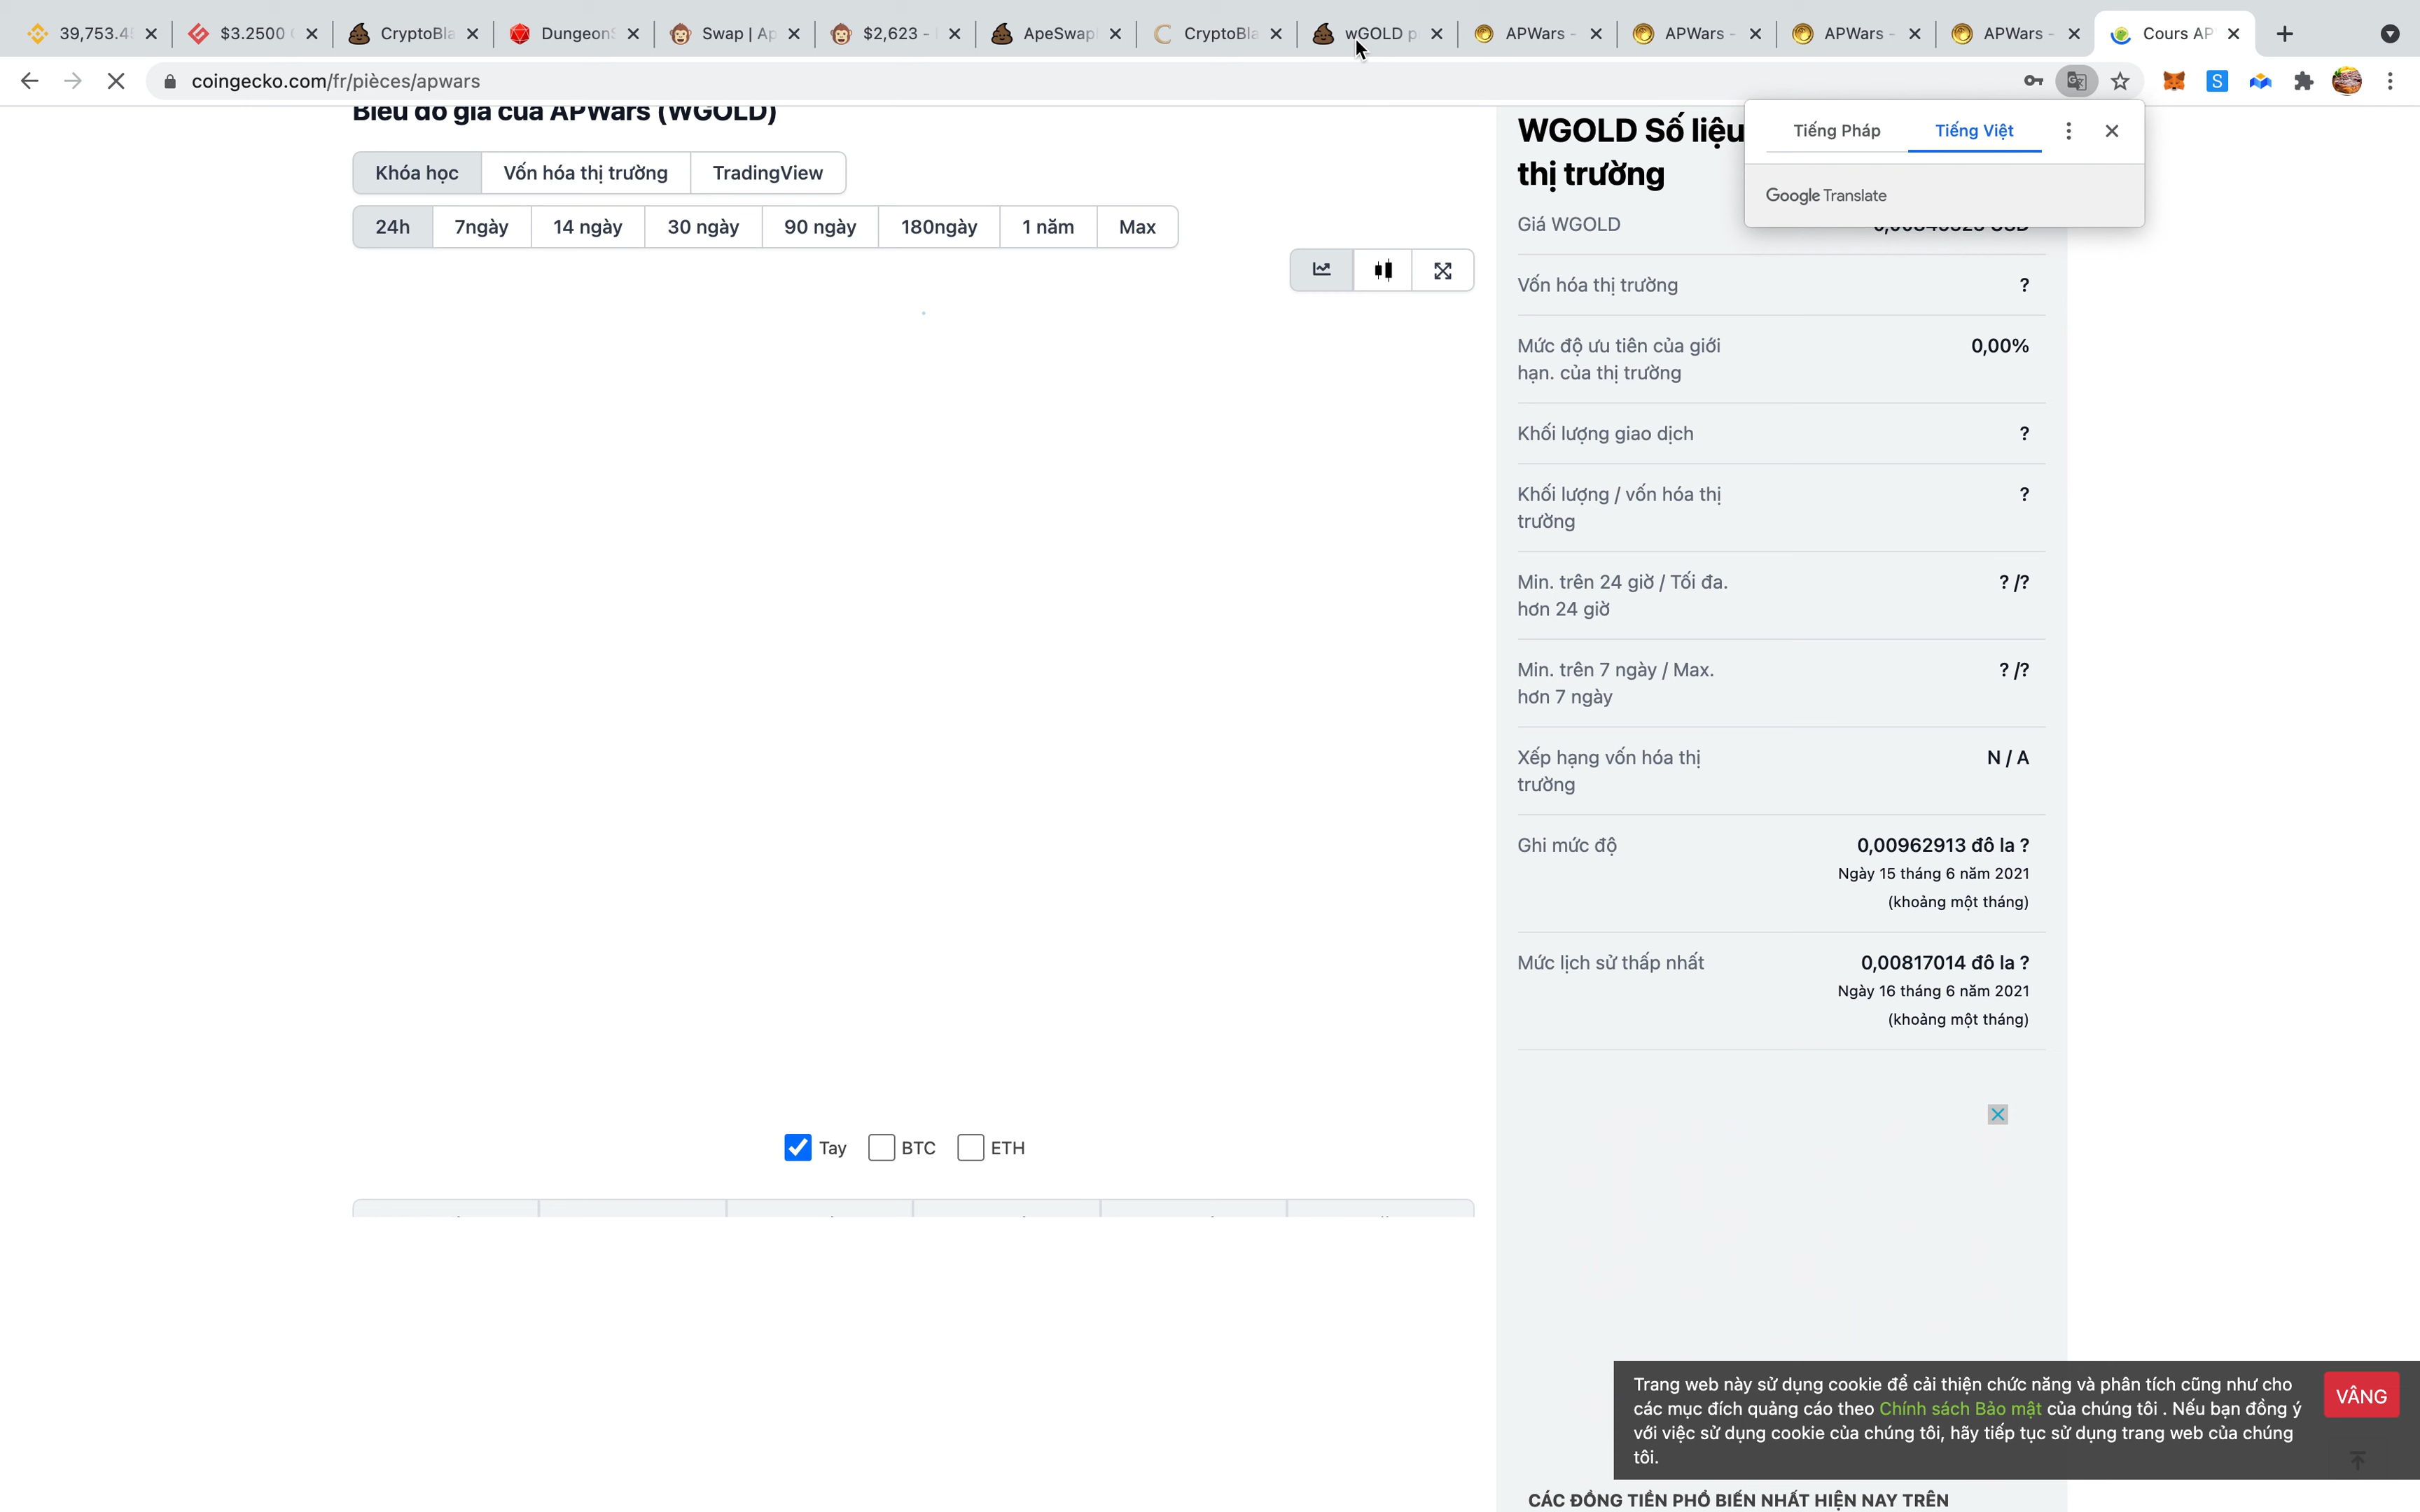 39,753.4
$3.2500
CryptoBla
Dungeon
Swap | Ap
$2,623 -
ApeSwap
CryptoBla
wGOLD p
APWars -
APWars -
APWars -
APWars -
Cours AP
coingecko.com/fr/pièces/apwars
Biểu đồ giá của APWars (WGOLD)
Khóa học
Vốn hóa thị trường
TradingView
24h
7ngày
14 ngày
30 ngày
90 ngày
180ngày
1 năm
Max
Tay
BTC
ETH
Tiếng Pháp
Tiếng Việt
Google Translate
WGOLD Số liệu
thị trường
Giá WGOLD
Vốn hóa thị trường
?
Mức độ ưu tiên của giới
hạn. của thị trường
0,00%
Khối lượng giao dịch
?
Khối lượng / vốn hóa thị
trường
?
Min. trên 24 giờ / Tối đa.
hơn 24 giờ
? /?
Min. trên 7 ngày / Max.
hơn 7 ngày
? /?
Xếp hạng vốn hóa thị
trường
N / A
Ghi mức độ
0,00962913 đô la ?
Ngày 15 tháng 6 năm 2021
(khoảng một tháng)
Mức lịch sử thấp nhất
0,00817014 đô la ?
Ngày 16 tháng 6 năm 2021
(khoảng một tháng)
Trang web này sử dụng cookie để cải thiện chức năng và phân tích cũng như cho
các mục đích quảng cáo theo Chính sách Bảo mật của chúng tôi . Nếu bạn đồng ý
với việc sử dụng cookie của chúng tôi, hãy tiếp tục sử dụng trang web của chúng
tôi.
VÂNG
CÁC ĐỒNG TIỀN PHỔ BIẾN NHẤT HIỆN NAY TRÊN